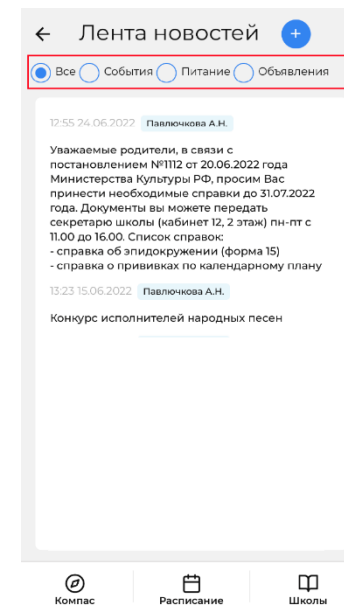 Лента новостей
Все События Питание Объявления
12:55 24.06.2022 Павлючкова А.Н.
Уважаемые родители, в связи с
постановлением №1112 от 20.06.2022 года
Министерства Культуры РФ, просим Вас
принести необходимые справки до 31.07.2022
года. Документы вы можете передать
секретарю школы (кабинет 12, 2 этаж) пн-пт с
11.00 до 16.00. Список справок:
- справка об эпидокружении (форма 15)
- справка о прививках по календарному плану
13:23 15.06.2022 Павлючкова А.Н.
Конкурс исполнителей народных песен
Компас Расписание Школы